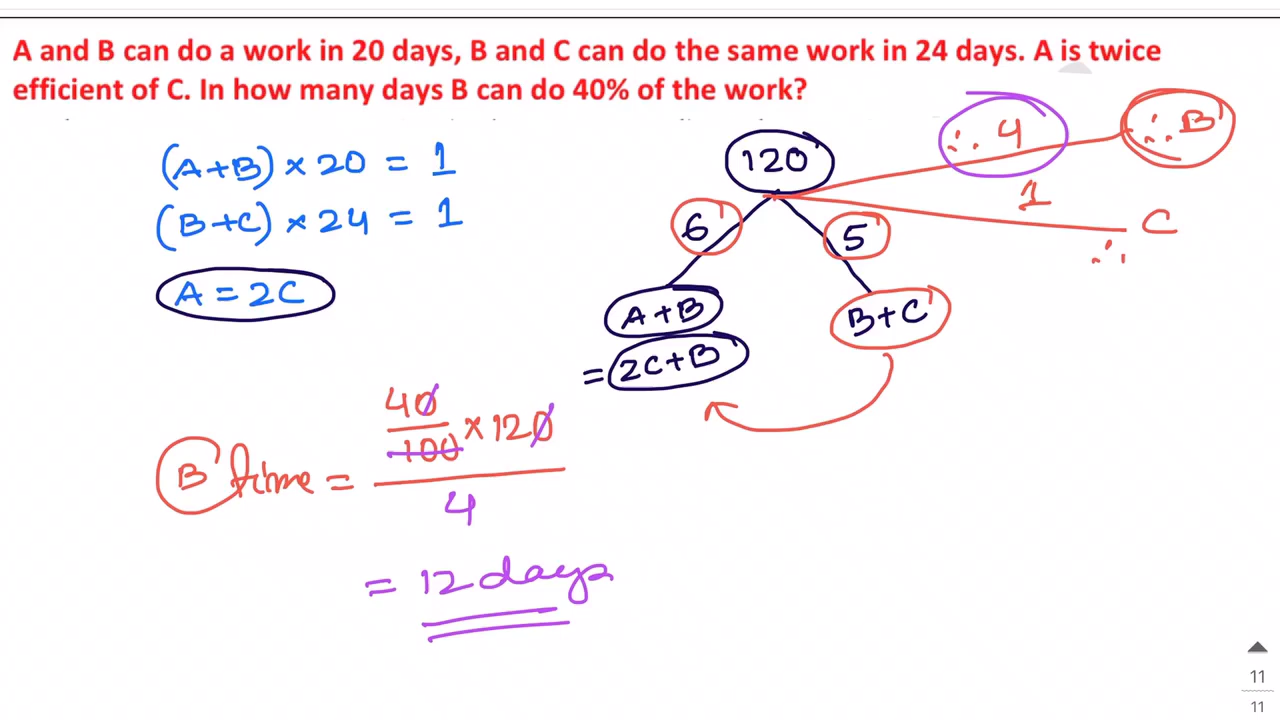 A and B can do a work in 20 days, B and C can do the same work in 24 days. A is twice
efficient of C. In how many days B can do 40% of the work?
(A+B) × 20 = 1
(B+C) × 24 = 1
A = 2C
120
6
5
∴ 4
∴ B
1
C
∴
A+B
= 2C+B
B+C
B time = 40/100 × 120
4
= 12 days
11
11